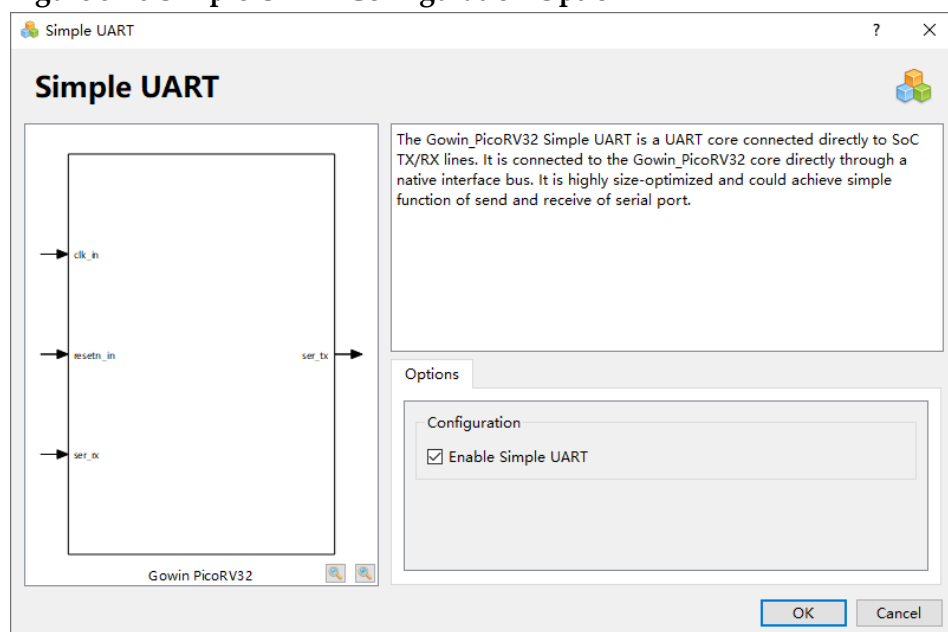 Simple UART
?
Simple UART
The Gowin_PicoRV32 Simple UART is a UART core connected directly to SoC
TX/RX lines. It is connected to the Gowin_PicoRV32 core directly through a
native interface bus. It is highly size-optimized and could achieve simple
function of send and receive of serial port.
clk_in
resetn_in
ser_tx
ser_rx
Gowin PicoRV32
Options
Configuration
Enable Simple UART
OK
Cancel